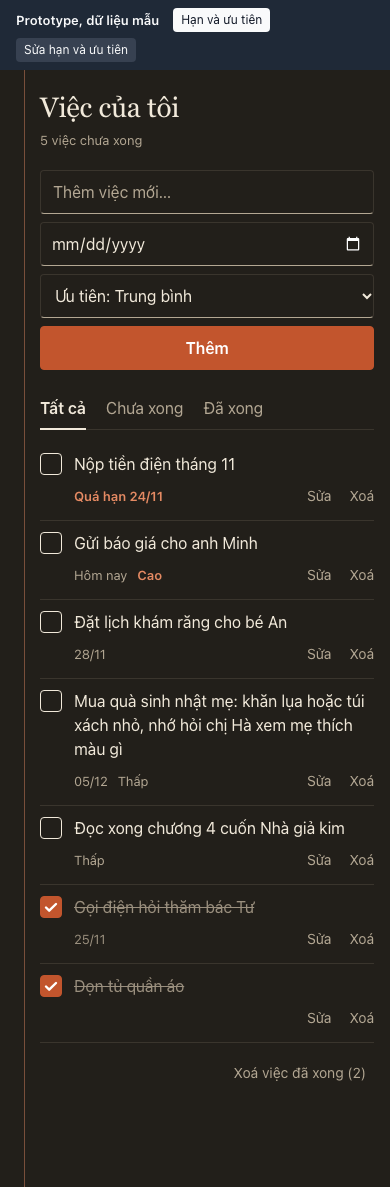 Prototype, dữ liệu mẫu
Hạn và ưu tiên
Sửa hạn và ưu tiên
Việc của tôi
5 việc chưa xong
Thêm việc mới...
mm/dd/yyyy
Ưu tiên: Trung bình
Thêm
Tất cả Chưa xong Đã xong
Nộp tiền điện tháng 11
Quá hạn 24/11 Sửa Xoá
Gửi báo giá cho anh Minh
Hôm nay Cao Sửa Xoá
Đặt lịch khám răng cho bé An
28/11 Sửa Xoá
Mua quà sinh nhật mẹ: khăn lụa hoặc túi
xách nhỏ, nhớ hỏi chị Hà xem mẹ thích
màu gì
05/12 Thấp Sửa Xoá
Đọc xong chương 4 cuốn Nhà giả kim
Thấp Sửa Xoá
Gọi điện hỏi thăm bác Tư
25/11 Sửa Xoá
Dọn tủ quần áo
Sửa Xoá
Xoá việc đã xong (2)